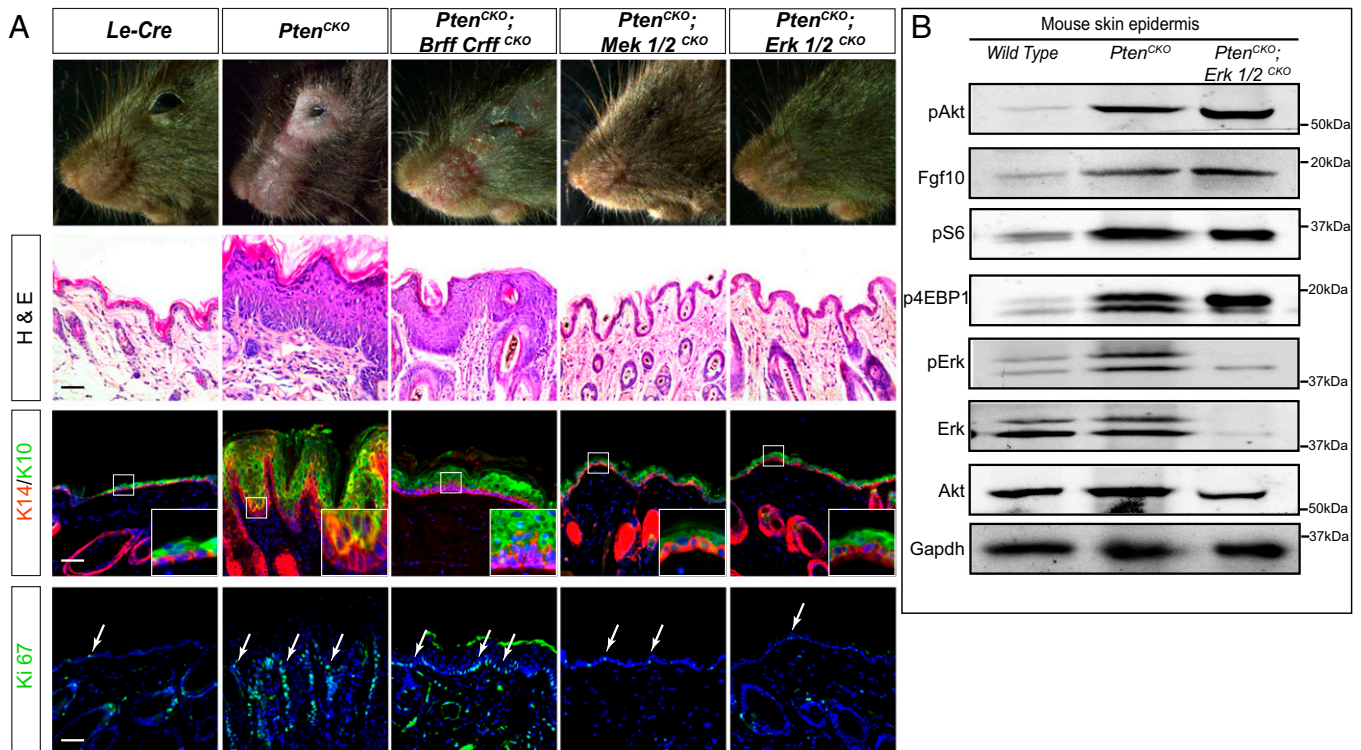 A
Le-Cre
Pten^CKO
Pten^CKO;
Brff Crff ^CKO
Pten^CKO;
Mek 1/2 ^CKO
Pten^CKO;
Erk 1/2 ^CKO
H & E
K14/K10
Ki 67
B
Mouse skin epidermis
Wild Type
Pten^CKO
Pten^CKO;
Erk 1/2 ^CKO
pAkt
50kDa
Fgf10
20kDa
pS6
37kDa
p4EBP1
20kDa
pErk
37kDa
Erk
37kDa
Akt
50kDa
Gapdh
37kDa